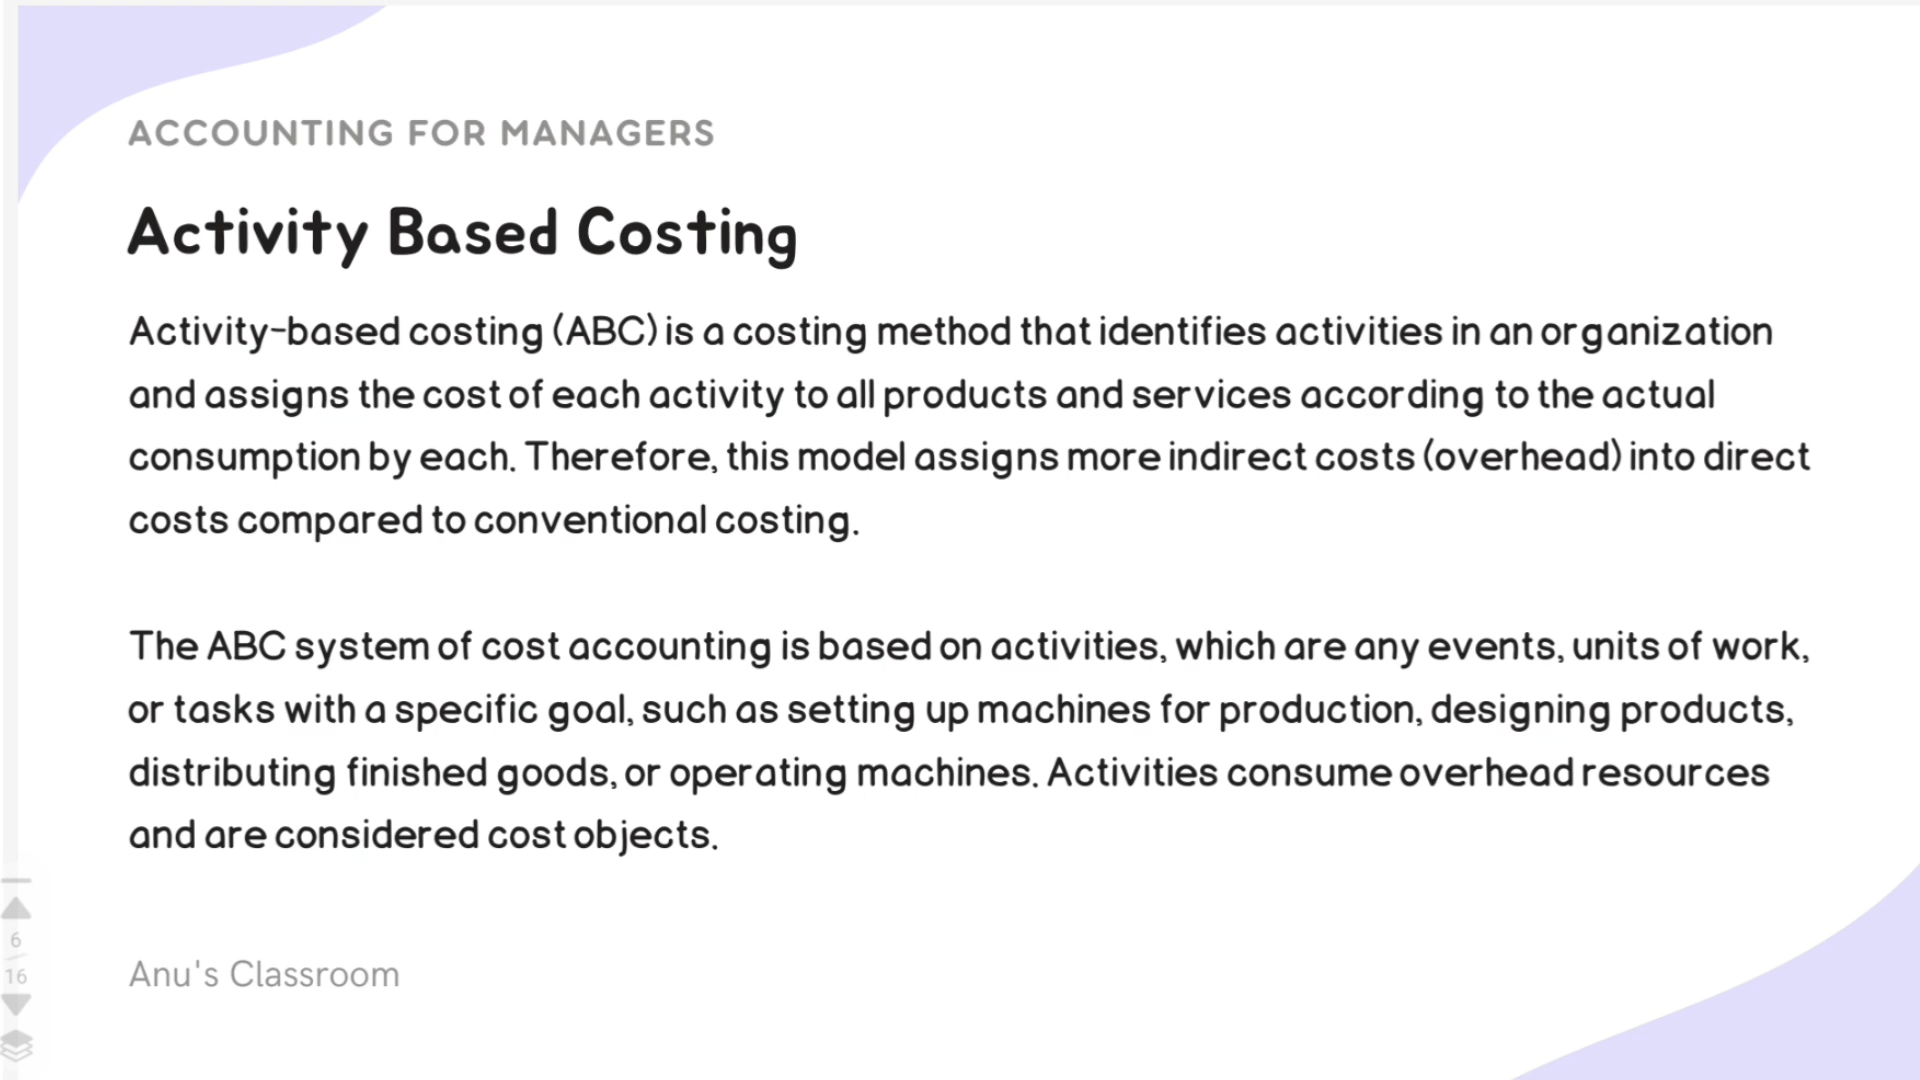 ACCOUNTING FOR MANAGERS
Activity Based Costing
Activity-based costing (ABC) is a costing method that identifies activities in an organization
and assigns the cost of each activity to all products and services according to the actual
consumption by each. Therefore, this model assigns more indirect costs (overhead) into direct
costs compared to conventional costing.
The ABC system of cost accounting is based on activities, which are any events, units of work,
or tasks with a specific goal, such as setting up machines for production, designing products,
distributing finished goods, or operating machines. Activities consume overhead resources
and are considered cost objects.
6
16
Anu's Classroom